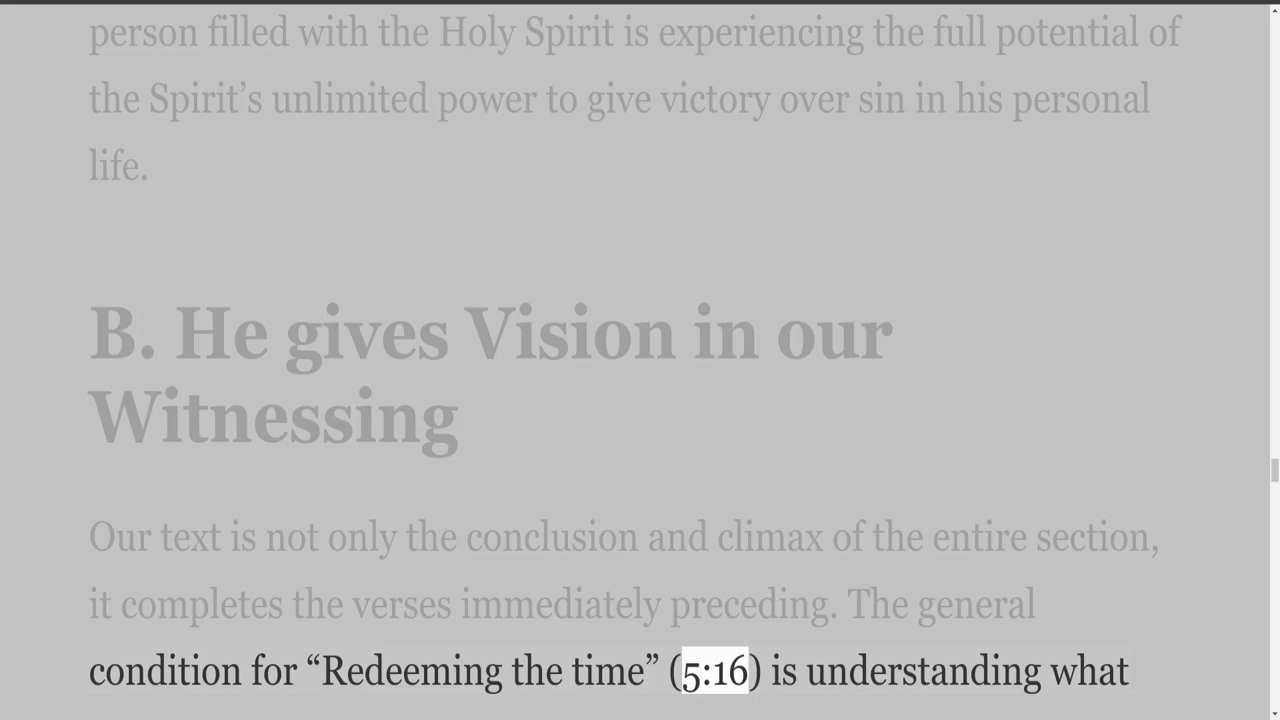 person filled with the Holy Spirit is experiencing the full potential of
the Spirit’s unlimited power to give victory over sin in his personal
life.
B. He gives Vision in our
Witnessing
Our text is not only the conclusion and climax of the entire section,
it completes the verses immediately preceding. The general
condition for “Redeeming the time” (5:16) is understanding what